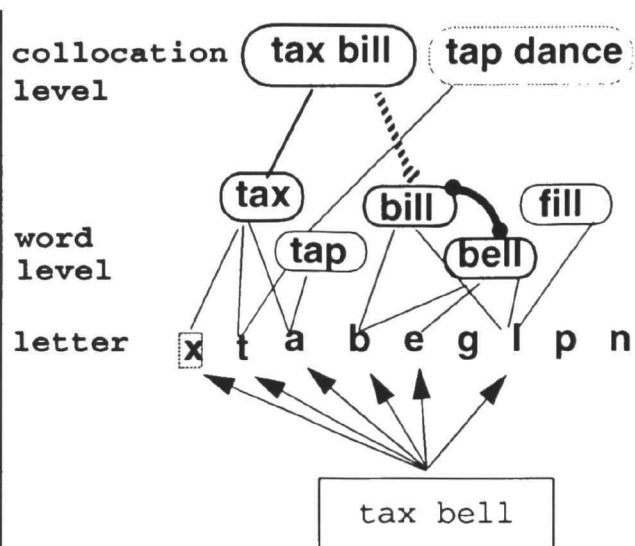 collocation level
tax bill
tap dance
tax
bill
fill
word level
tap
bell
letter
x t a b e g l p n
tax bell